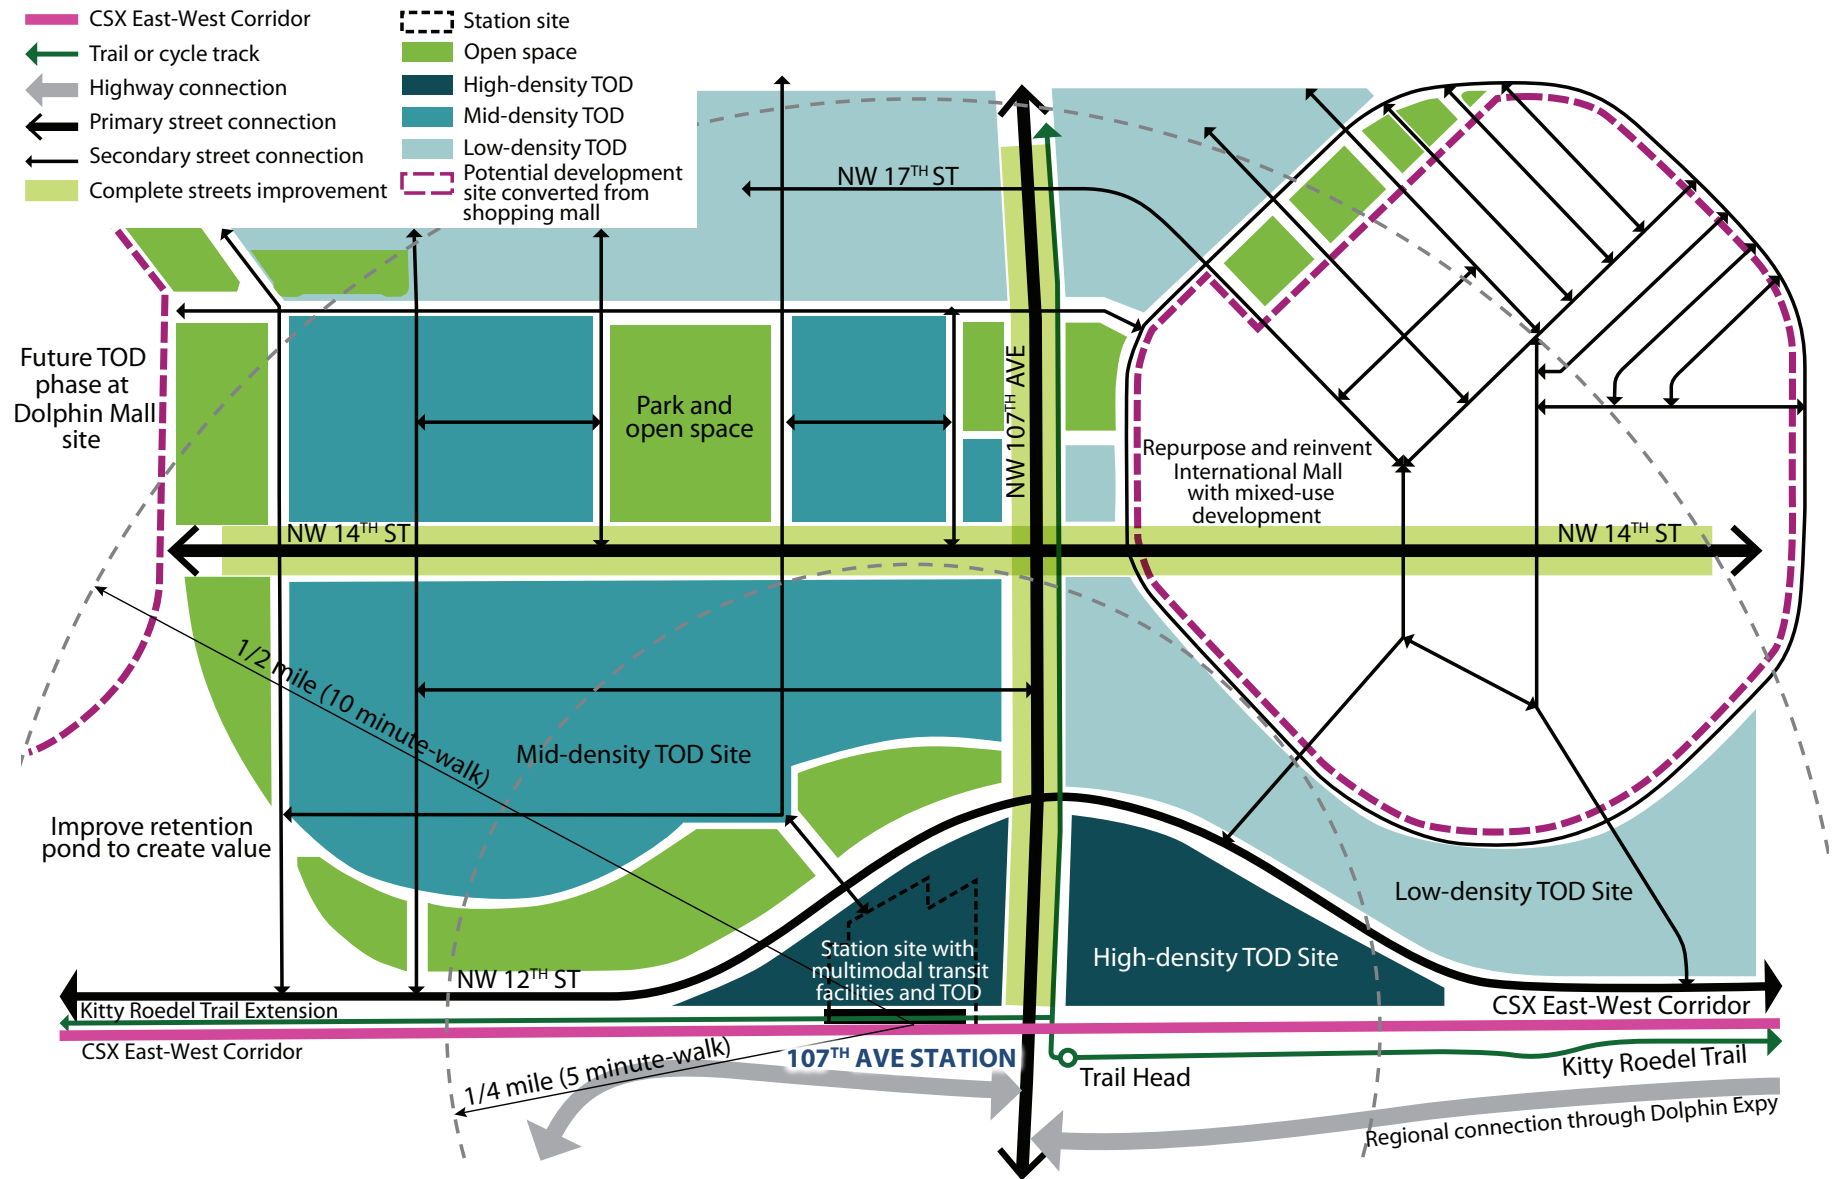 CSX East-West Corridor
Trail or cycle track
Highway connection
Primary street connection
Secondary street connection
Complete streets improvement
Station site
Open space
High-density TOD
Mid-density TOD
Low-density TOD
Potential development
site converted from
shopping mall
NW 17TH ST
Future TOD
phase at
Dolphin Mall
site
Park and
open space
NW 107TH AVE
Repurpose and reinvent
International Mall
with mixed-use
development
NW 14TH ST
NW 14TH ST
1/2 mile (10 minute-walk)
Mid-density TOD Site
Improve retention
pond to create value
Low-density TOD Site
Station site with
multimodal transit
facilities and TOD
High-density TOD Site
NW 12TH ST
Kitty Roedel Trail Extension
CSX East-West Corridor
CSX East-West Corridor
1/4 mile (5 minute-walk)
107TH AVE STATION
Trail Head
Kitty Roedel Trail
Regional connection through Dolphin Expy